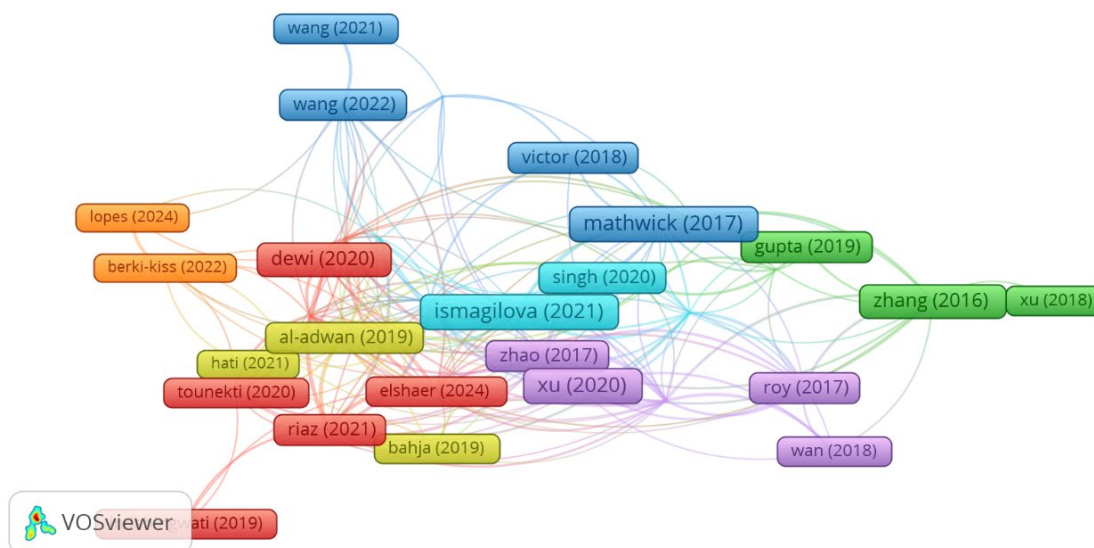 wang (2021)
wang (2022)
victor (2018)
lopes (2024)
mathwick (2017)
gupta (2019)
berki-kiss (2022)
dewi (2020)
singh (2020)
zhang (2016)
xu (2018)
ismagilova (2021)
al-adwan (2019)
zhao (2017)
hati (2021)
tounekti (2020)
elshaer (2024)
xu (2020)
roy (2017)
riaz (2021)
bahja (2019)
wan (2018)
VOSviewer
(2019)